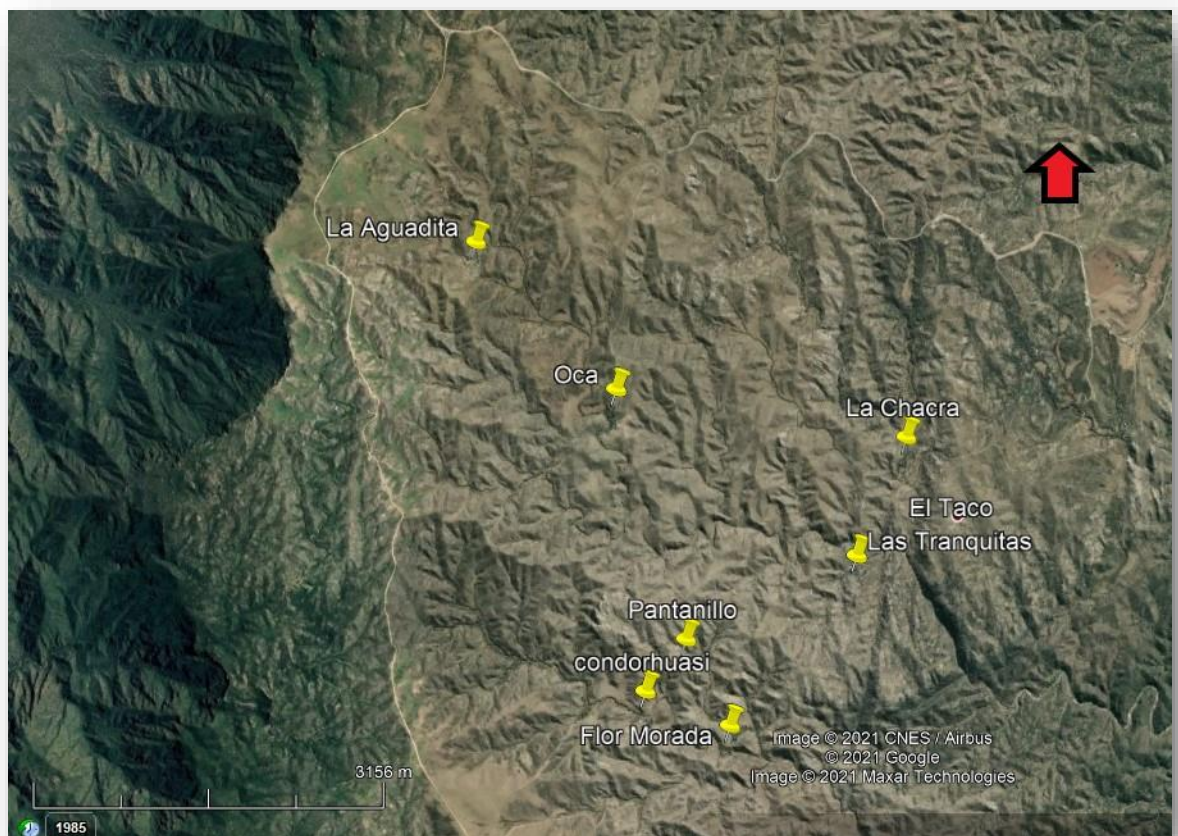 La Aguadita
Oca
La Chacra
El Taco
Las Tranquitas
Pantanillo
condorhuasi
Flor Morada
Image © 2021 CNES / Airbus
© 2021 Google
Image © 2021 Maxar Technologies
3156 m
1985